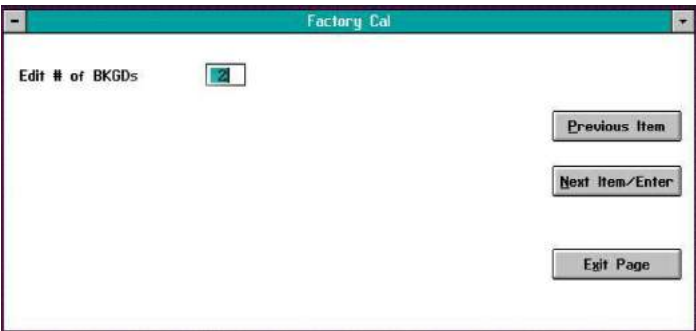 Factory Cal
Edit # of BKGDs 2
Previous Item
Next Item/Enter
Exit Page